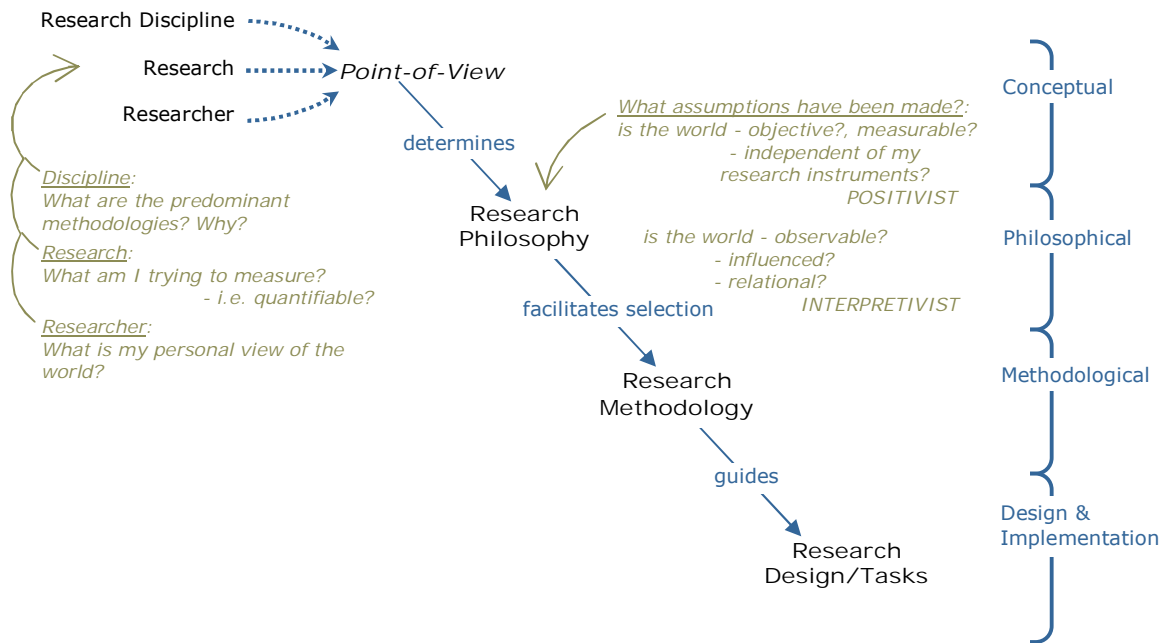 Research Discipline
Research
Researcher
Point-of-View
determines
Discipline:
What are the predominant
methodologies? Why?
Research:
What am I trying to measure?
- i.e. quantifiable?
Researcher:
What is my personal view of the
world?
What assumptions have been made?:
is the world - objective?, measurable?
- independent of my
research instruments?
POSITIVIST
Research
Philosophy
is the world - observable?
- influenced?
- relational?
INTERPRETIVIST
facilitates selection
Research
Methodology
guides
Research
Design/Tasks
Conceptual
Philosophical
Methodological
Design &
Implementation